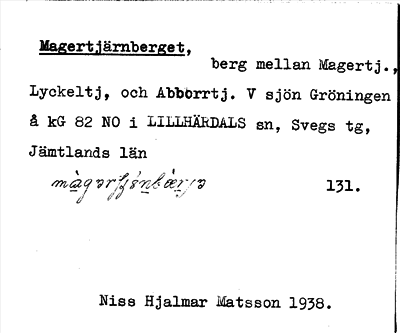 Magertjärnberget,
berg mellan Magertj.,
Lyckeltj, och Abborrtj. V sjön Gröningen
å kG 82 NO i LILLHÄRDALS sn, Svegs tg,
Jämtlands län
131.
Niss Hjalmar Matsson 1938.